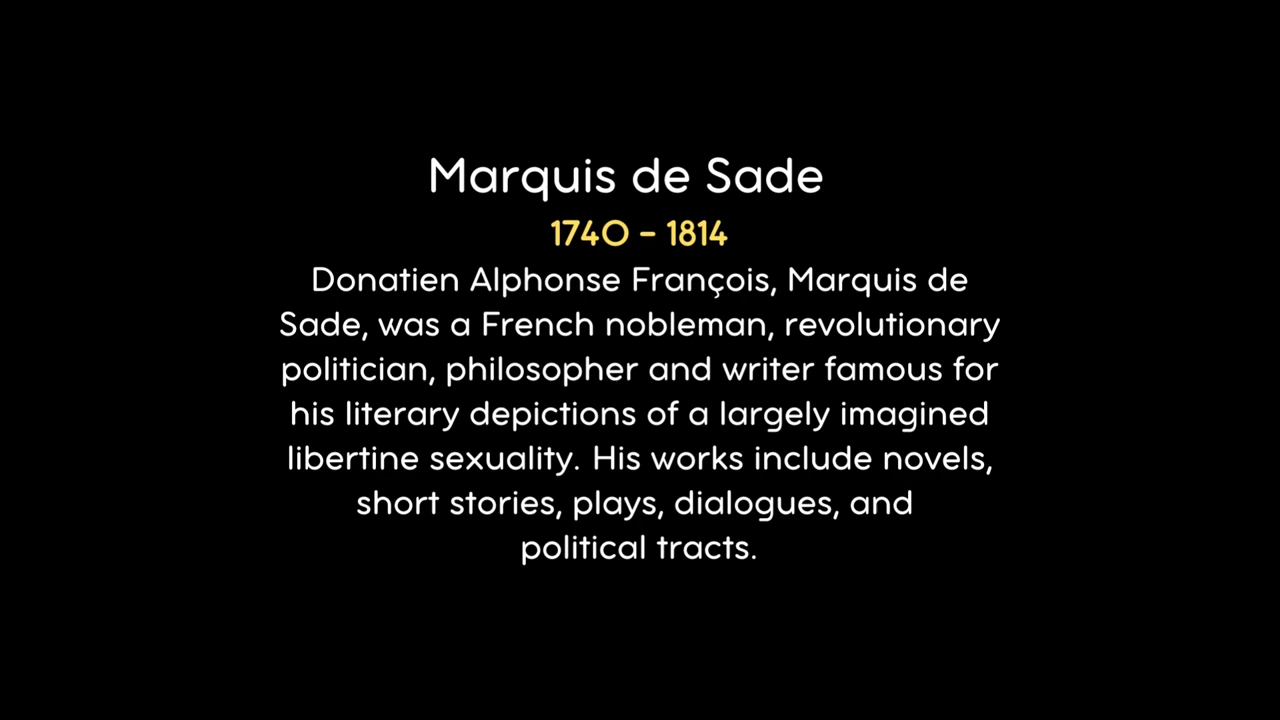 Marquis de Sade
1740 – 1814
Donatien Alphonse François, Marquis de
Sade, was a French nobleman, revolutionary
politician, philosopher and writer famous for
his literary depictions of a largely imagined
libertine sexuality. His works include novels,
short stories, plays, dialogues, and
political tracts.